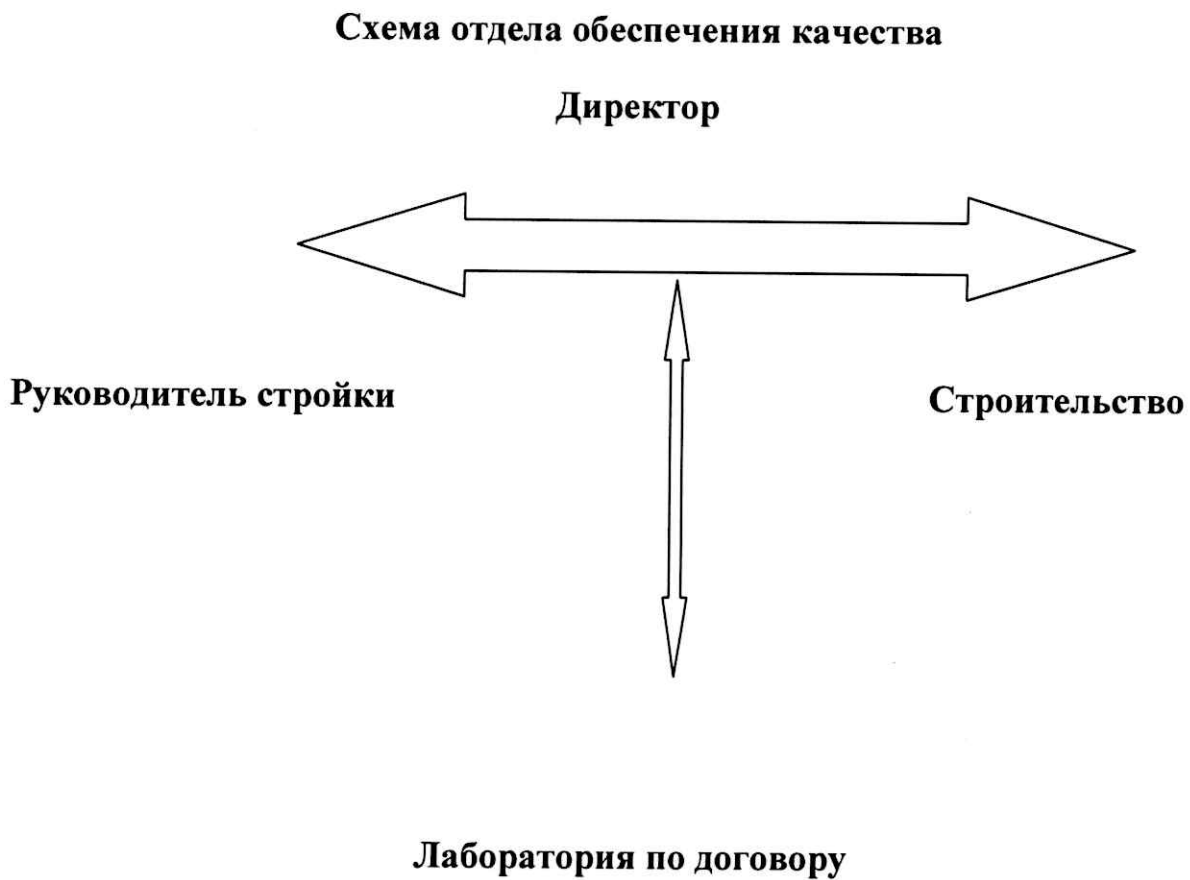 Схема отдела обеспечения качества
Директор
Руководитель стройки
Строительство
Лаборатория по договору